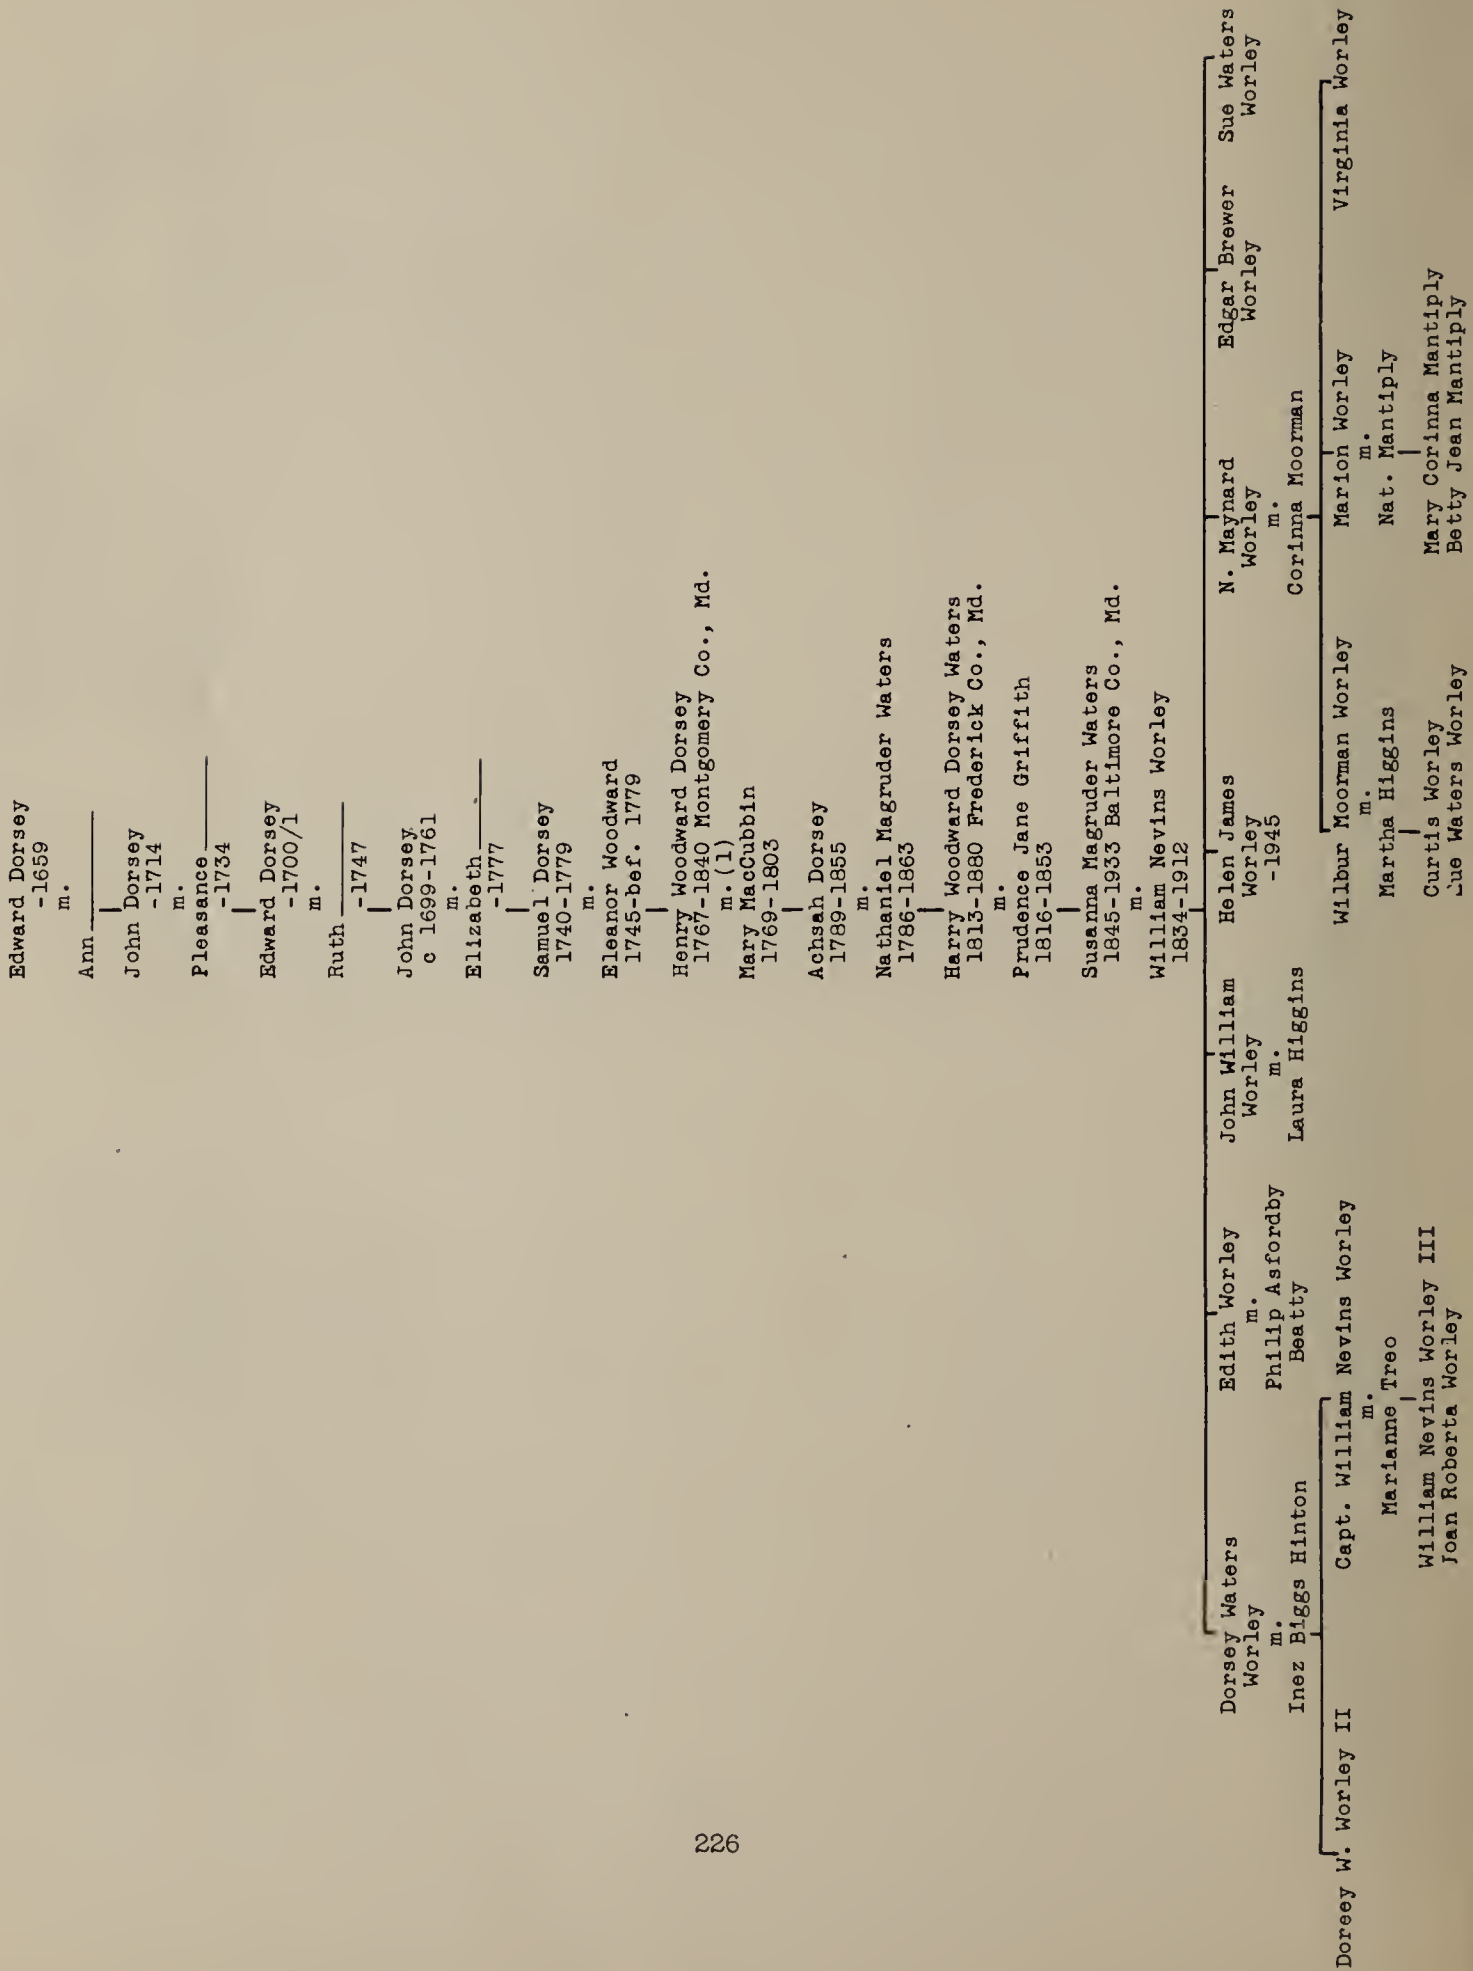 Edward Dorsey
-1659
m.
Ann
John Dorsey
-1714
m.
Pleasance
-1734
Edward Dorsey
-1700/1
m.
Ruth
-1747
John Dorsey
c 1699-1761
m.
Elizabeth
-1777
Samuel Dorsey
1740-1779
m.
Eleanor Woodward
1745-bef. 1779
Henry Woodward Dorsey
1767-1840 Montgomery Co., Md.
m. (1)
Mary MacCubbin
1769-1803
Achsah Dorsey
1789-1855
m.
Nathaniel Magruder Waters
1786-1863
Harry Woodward Dorsey Waters
1813-1880 Frederick Co., Md.
m.
Prudence Jane Griffith
1816-1853
Susanna Magruder Waters
1845-1933 Baltimore Co., Md.
m.
William Nevins Worley
1834-1912
Dorsey Waters
Worley
m.
Inez Biggs Hinton
Edith Worley
m.
Philip Asfordby
Beatty
John William
Worley
m.
Laura Higgins
Helen James
Worley
-1945
N. Maynard
Worley
m.
Corinna Moorman
Edgar Brewer
Worley
Sue Waters
Worley
Doreey W. Worley II
Capt. William Nevins Worley
m.
Marianne Treo
William Nevins Worley III
Joan Roberta Worley
Wilbur Moorman Worley
m.
Martha Higgins
Curtis Worley
Sue Waters Worley
Marion Worley
m.
Nat. Mantiply
Mary Corinna Mantiply
Betty Jean Mantiply
Virginia Worley
226